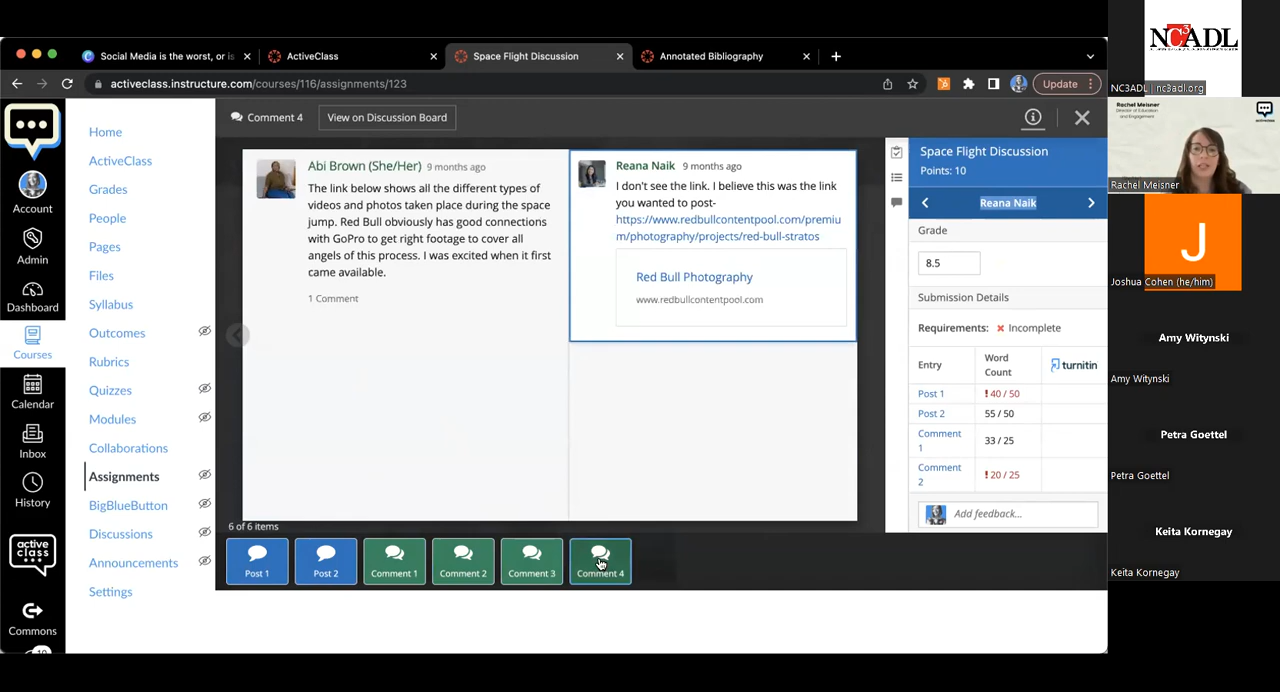 Social Media is the worst, or is
ActiveClass
Space Flight Discussion
Annotated Bibliography
activeclass.instructure.com/courses/116/assignments/123
Update
Account
Admin
Dashboard
Courses
Calendar
Inbox
History
active
class
Commons
Home
ActiveClass
Grades
People
Pages
Files
Syllabus
Outcomes
Rubrics
Quizzes
Modules
Collaborations
Assignments
BigBlueButton
Discussions
Announcements
Settings
Comment 4
View on Discussion Board
Abi Brown (She/Her) 9 months ago
The link below shows all the different types of
videos and photos taken place during the space
jump. Red Bull obviously has good connections
with GoPro to get right footage to cover all
angels of this process. I was excited when it first
came available.
1 Comment
Reana Naik 9 months ago
I don't see the link. I believe this was the link
you wanted to post-
https://www.redbullcontentpool.com/premiu
m/photography/projects/red-bull-stratos
Red Bull Photography
www.redbullcontentpool.com
6 of 6 items
Post 1
Post 2
Comment 1
Comment 2
Comment 3
Comment 4
Space Flight Discussion
Points: 10
Reana Naik
Grade
8.5
Submission Details
Requirements: Incomplete
Entry Word Count turnitin
Post 1 ! 40 / 50
Post 2 55 / 50
Comment 1 33 / 25
Comment 2 ! 20 / 25
Add feedback...
NC3ADL
NC3ADL | nc3adl.org
Rachel Meisner
Director of Education
and Engagement
activeclass
Rachel Meisner
J
Joshua Cohen (he/him)
Amy Witynski
Amy Witynski
Petra Goettel
Petra Goettel
Keita Kornegay
Keita Kornegay